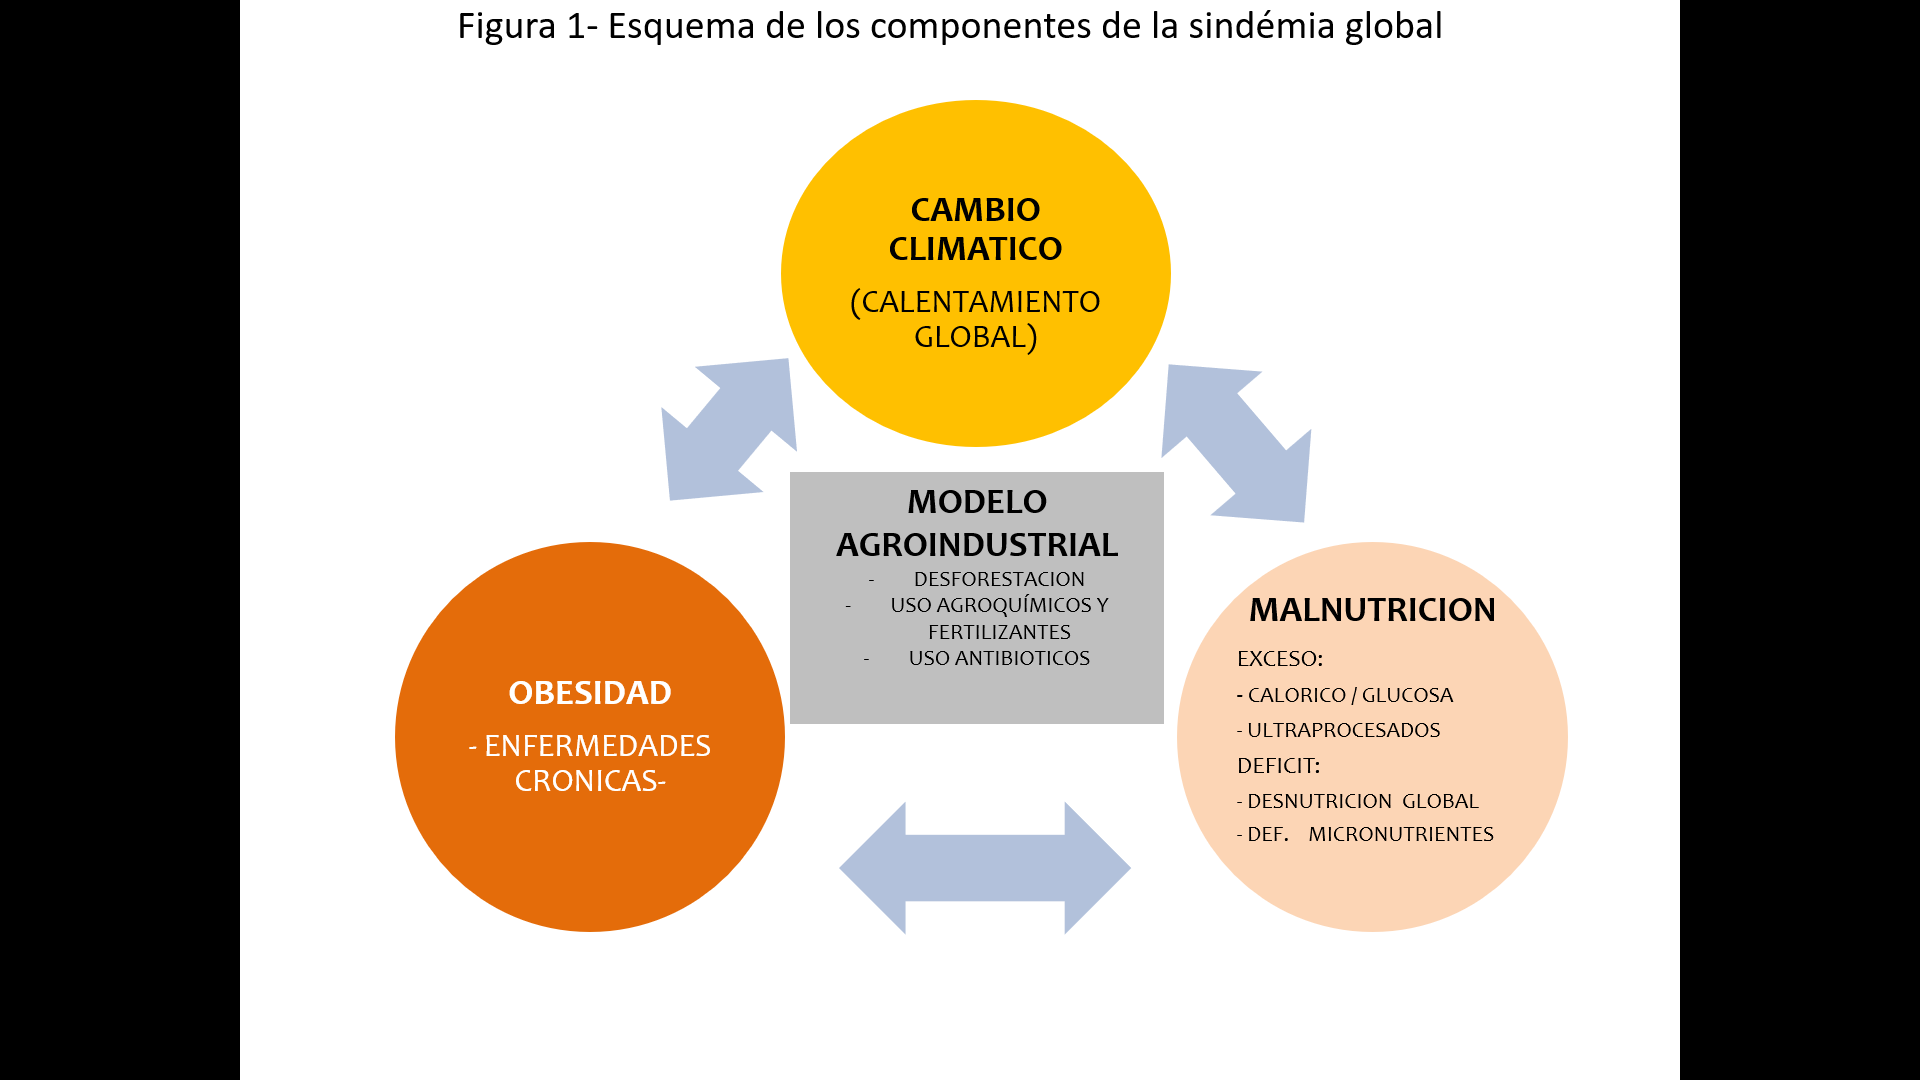 Figura 1- Esquema de los componentes de la sindémia global
CAMBIO
CLIMATICO
(CALENTAMIENTO
GLOBAL)
MODELO
AGROINDUSTRIAL
- DESFORESTACION
- USO AGROQUÍMICOS Y
FERTILIZANTES
- USO ANTIBIOTICOS
OBESIDAD
- ENFERMEDADES
CRONICAS-
MALNUTRICION
EXCESO:
- CALORICO / GLUCOSA
- ULTRAPROCESADOS
DEFICIT:
- DESNUTRICION GLOBAL
- DEF. MICRONUTRIENTES